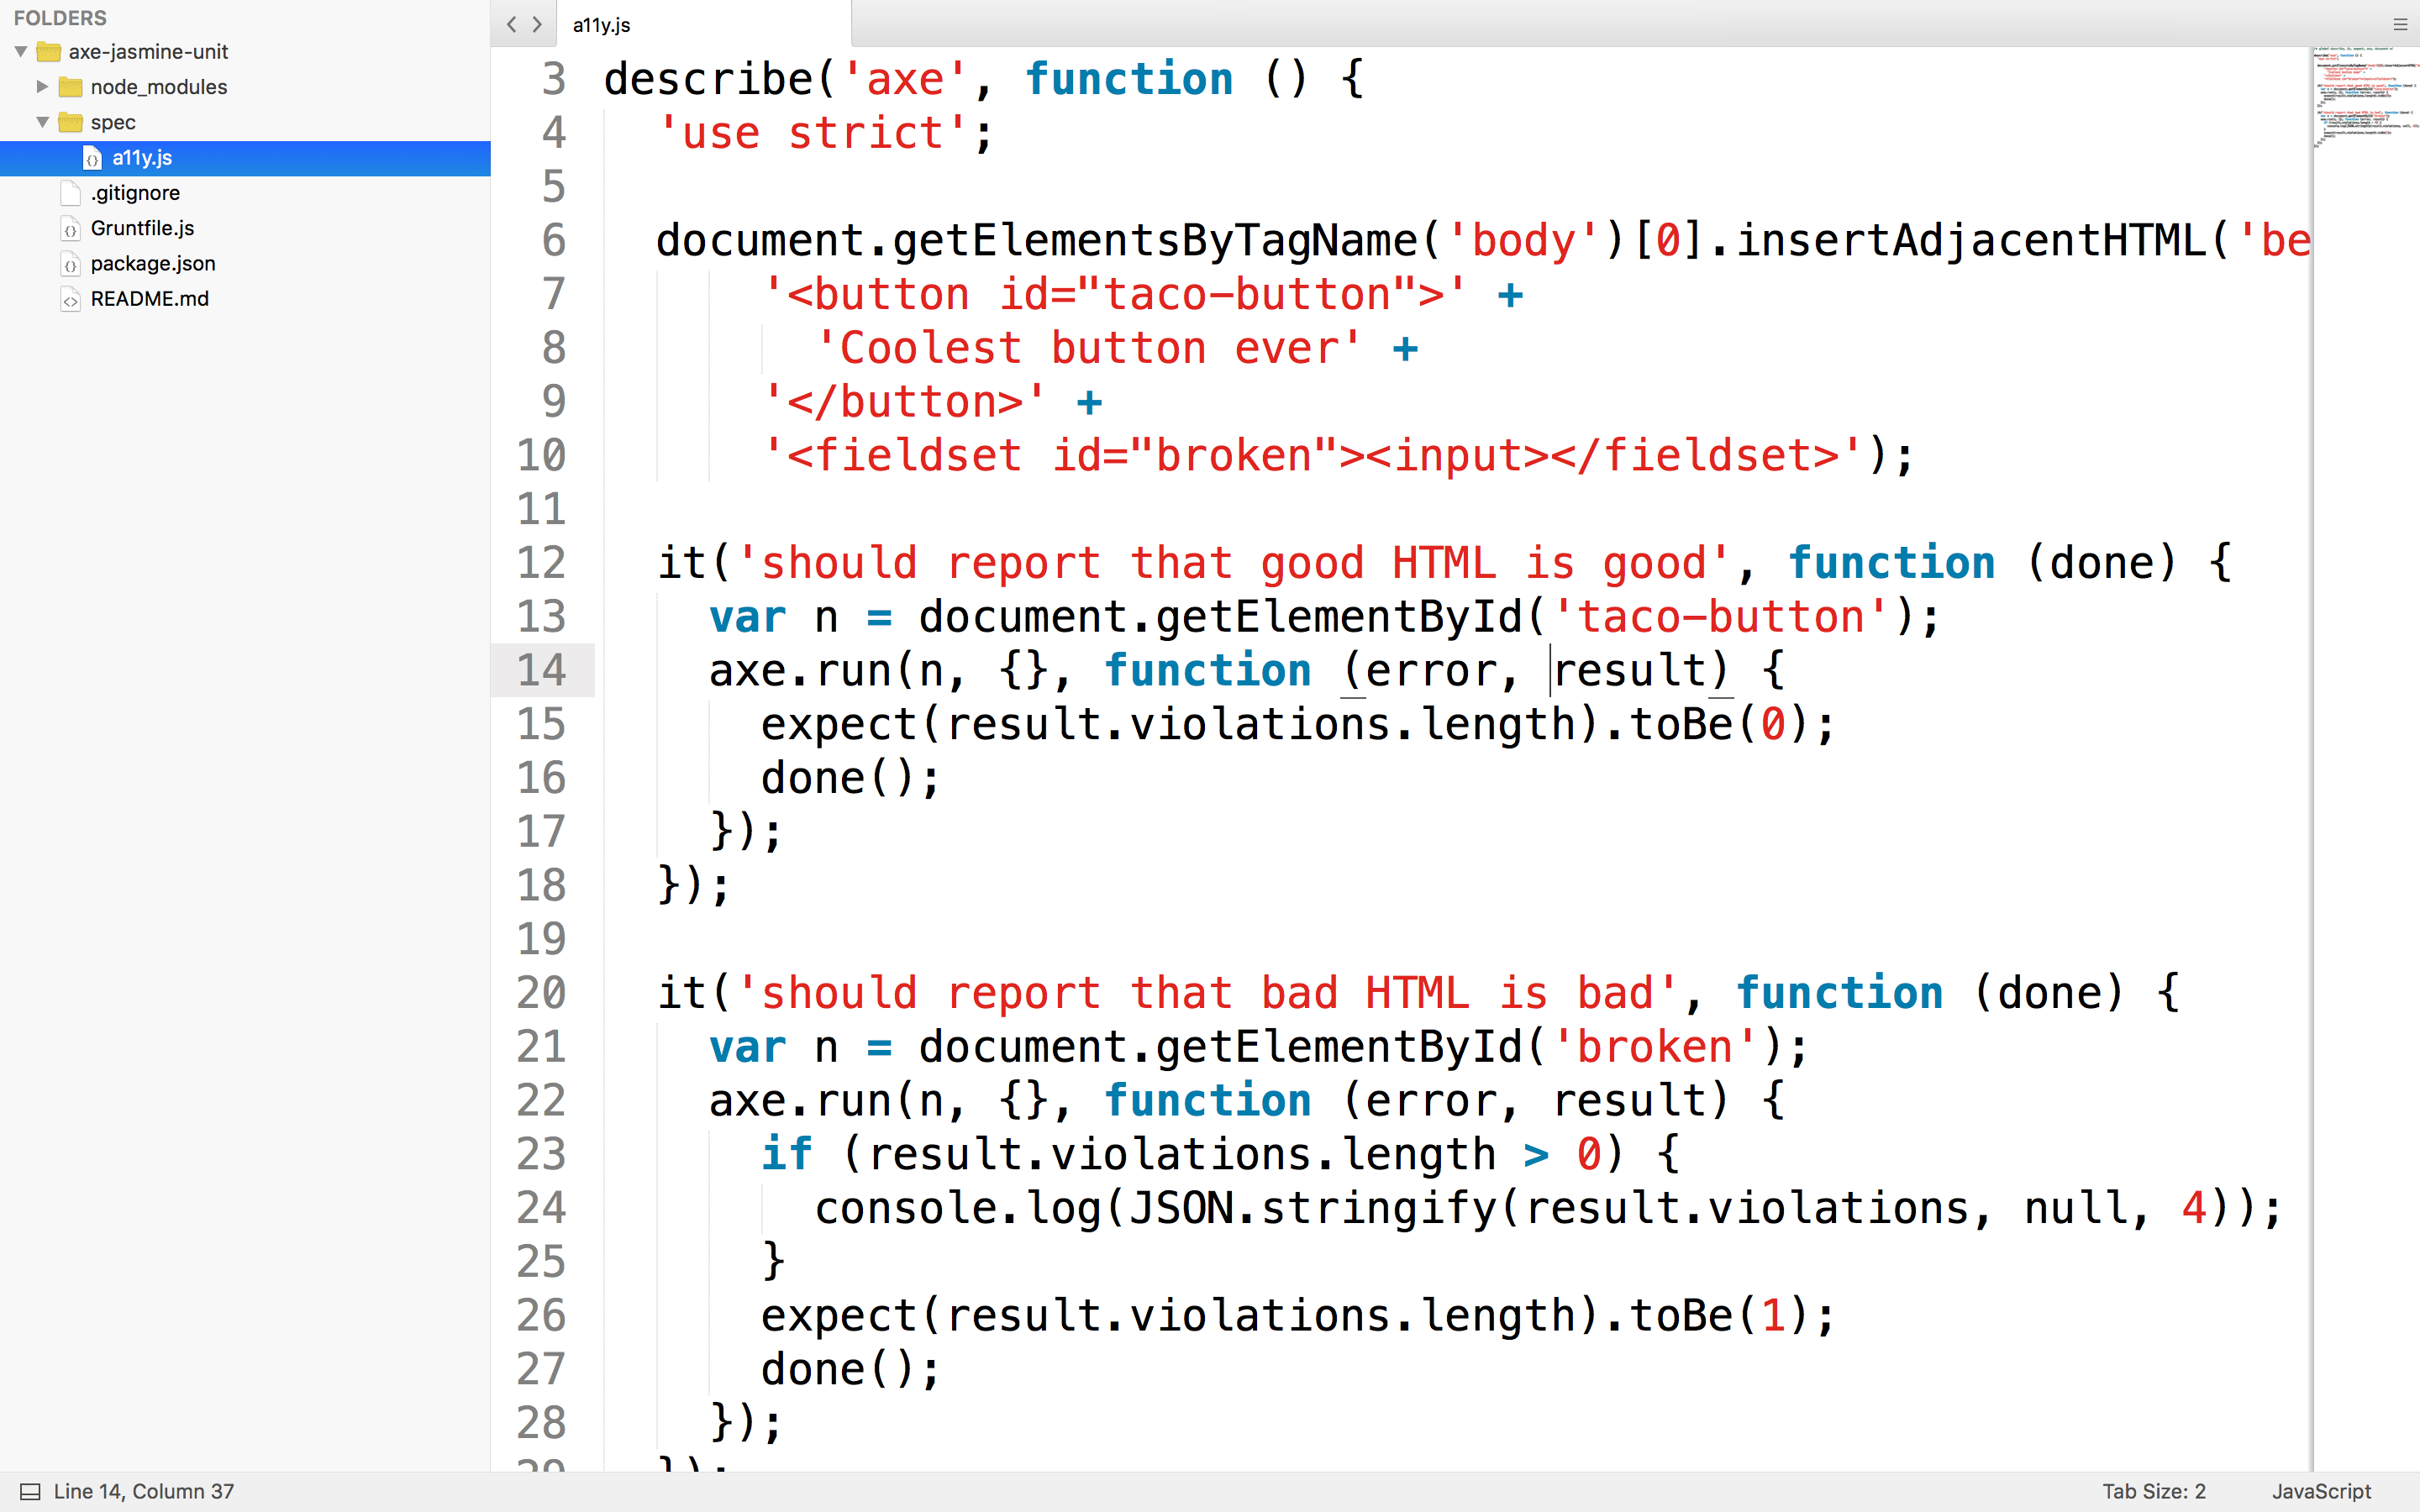 FOLDERS
axe-jasmine-unit
node_modules
spec
a11y.js
.gitignore
Gruntfile.js
package.json
README.md
a11y.js
3 describe('axe', function () {
4   'use strict';
5
6   document.getElementsByTagName('body')[0].insertAdjacentHTML('be
7       '<button id="taco-button">' +
8         'Coolest button ever' +
9       '</button>' +
10       '<fieldset id="broken"><input></fieldset>');
11
12   it('should report that good HTML is good', function (done) {
13     var n = document.getElementById('taco-button');
14     axe.run(n, {}, function (error, result) {
15       expect(result.violations.length).toBe(0);
16       done();
17     });
18   });
19
20   it('should report that bad HTML is bad', function (done) {
21     var n = document.getElementById('broken');
22     axe.run(n, {}, function (error, result) {
23       if (result.violations.length > 0) {
24         console.log(JSON.stringify(result.violations, null, 4));
25       }
26       expect(result.violations.length).toBe(1);
27       done();
28     });
29   });
Line 14, Column 37
Tab Size: 2
JavaScript